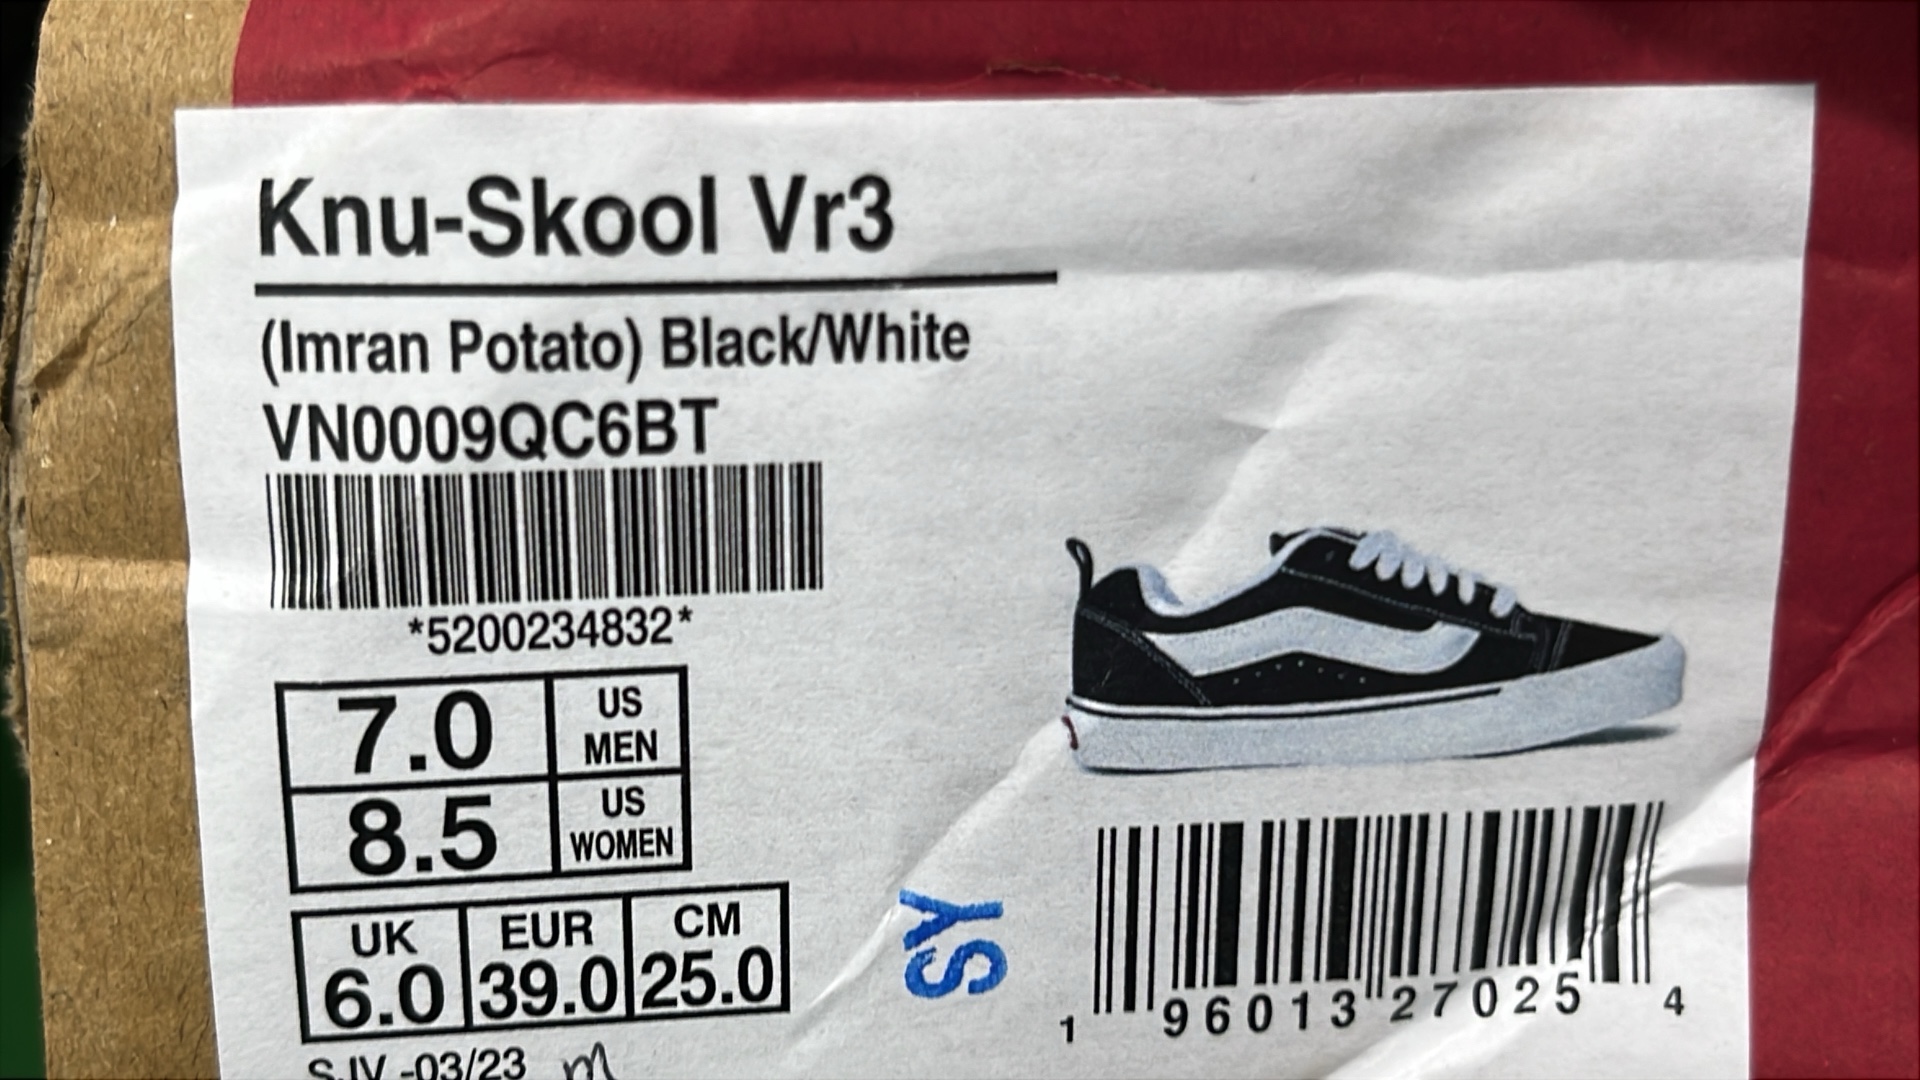 Knu-Skool Vr3
(Imran Potato) Black/White
VN0009QC6BT
*5200234832*
7.0 US MEN
8.5 US WOMEN
UK EUR CM
6.0 39.0 25.0
SJV -03/23 m
SY
1 96013 27025 4